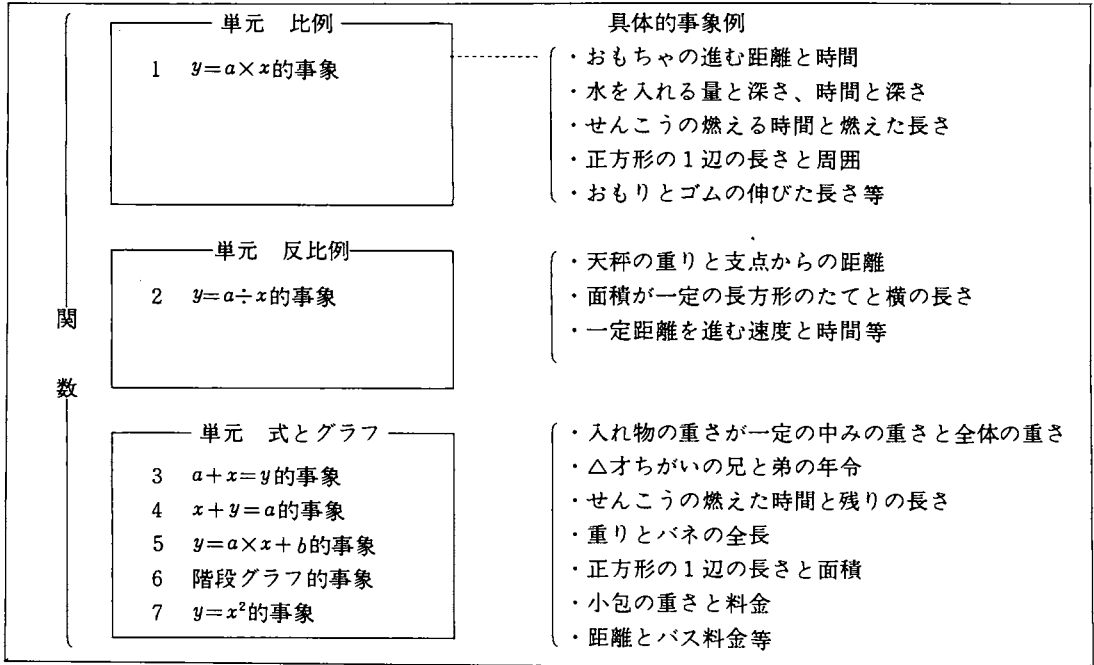 単元 比例
1 y=a×x的事象
具体的事象例
・おもちゃの進む距離と時間
・水を入れる量と深さ、時間と深さ
・せんこうの燃える時間と燃えた長さ
・正方形の1辺の長さと周囲
・おもりとゴムの伸びた長さ等
単元 反比例
2 y=a÷x的事象
・天秤の重りと支点からの距離
・面積が一定の長方形のたてと横の長さ
・一定距離を進む速度と時間等
関数
単元 式とグラフ
3 a+x=y的事象
4 x+y=a的事象
5 y=a×x+b的事象
6 階段グラフ的事象
7 y=x²的事象
・入れ物の重さが一定の中みの重さと全体の重さ
・△才ちがいの兄と弟の年令
・せんこうの燃えた時間と残りの長さ
・重りとバネの全長
・正方形の1辺の長さと面積
・小包の重さと料金
・距離とバス料金等